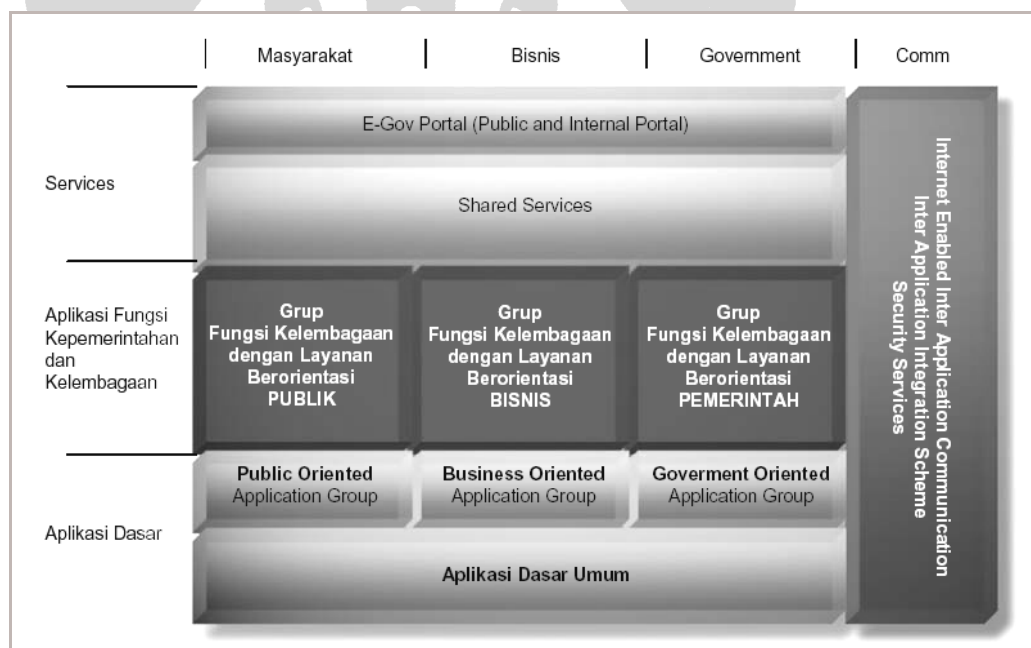 Masyarakat
Bisnis
Government
Comm
E-Gov Portal (Public and Internal Portal)
Services
Shared Services
Aplikasi Fungsi
Kepemerintahan
dan
Kelembagaan
Grup
Fungsi Kelembagaan
dengan Layanan
Berorientasi
PUBLIK
Grup
Fungsi Kelembagaan
dengan Layanan
Berorientasi
BISNIS
Grup
Fungsi Kelembagaan
dengan Layanan
Berorientasi
PEMERINTAH
Public Oriented
Application Group
Business Oriented
Application Group
Goverment Oriented
Application Group
Aplikasi Dasar
Aplikasi Dasar Umum
Internet Enabled Inter Application Communication
Inter Application Integration Scheme
Security Services